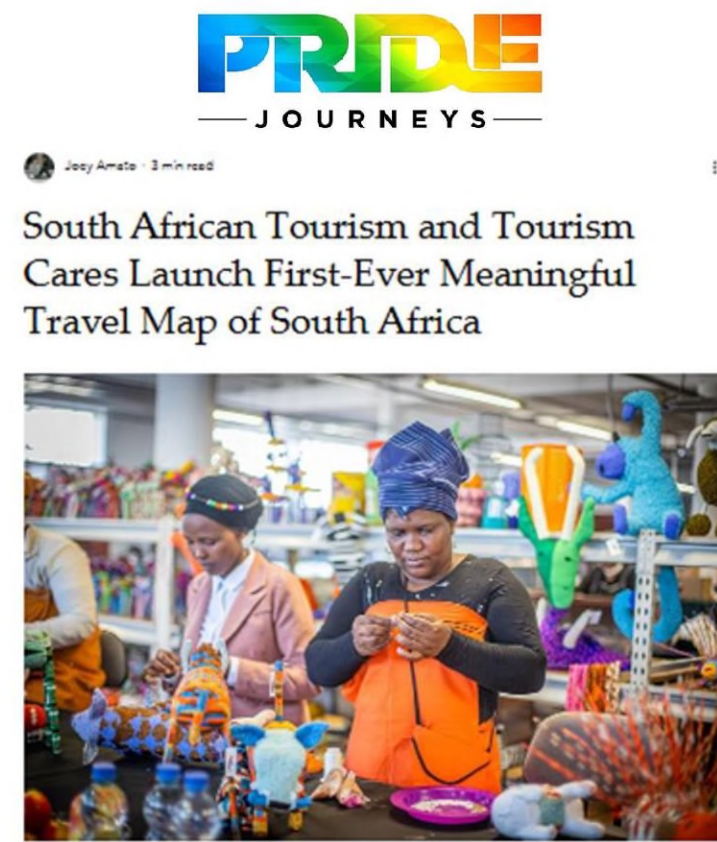 PRIDE
JOURNEYS
Joey Amato · 3 min read
South African Tourism and Tourism
Cares Launch First-Ever Meaningful
Travel Map of South Africa